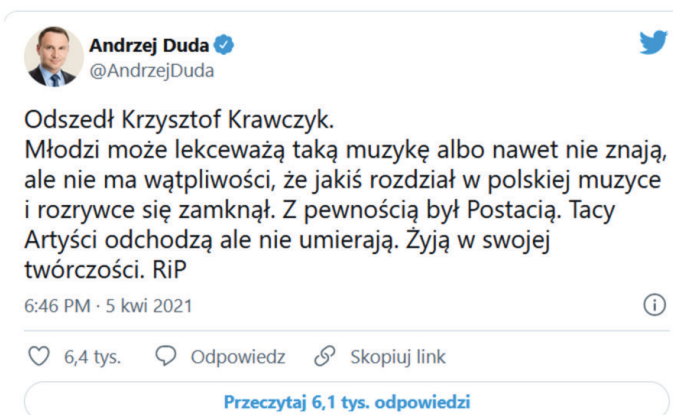 Andrzej Duda
@AndrzejDuda
Odszedł Krzysztof Krawczyk.
Młodzi może lekceważą taką muzykę albo nawet nie znają,
ale nie ma wątpliwości, że jakiś rozdział w polskiej muzyce
i rozrywce się zamknął. Z pewnością był Postacią. Tacy
Artyści odchodzą ale nie umierają. Żyją w swojej
twórczości. RiP
6:46 PM · 5 kwi 2021
6,4 tys. Odpowiedz Skopiuj link
Przeczytaj 6,1 tys. odpowiedzi